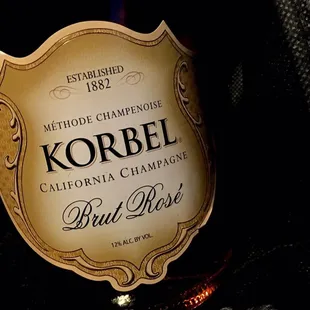 ESTABLISHED
1882
MÉTHODE CHAMPENOISE
KORBEL
CALIFORNIA CHAMPAGNE
Brut Rosé
12% ALC. BY VOL.